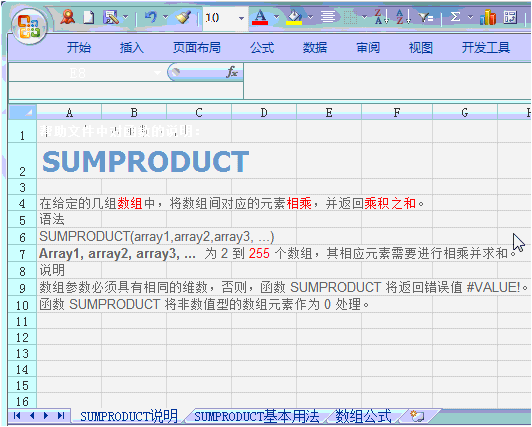 10
开始 插入 页面布局 公式 数据 审阅 视图 开发工具
fx
A B C D E F G
1
2 SUMPRODUCT
3
4 在给定的几组数组中，将数组间对应的元素相乘，并返回乘积之和。
5 语法
6 SUMPRODUCT(array1,array2,array3, ...)
7 Array1, array2, array3, ... 为 2 到 255 个数组，其相应元素需要进行相乘并求和。
8 说明
9 数组参数必须具有相同的维数，否则，函数 SUMPRODUCT 将返回错误值 #VALUE!。
10 函数 SUMPRODUCT 将非数值型的数组元素作为 0 处理。
11
12
13
14
15
16
SUMPRODUCT说明 SUMPRODUCT基本用法 数组公式